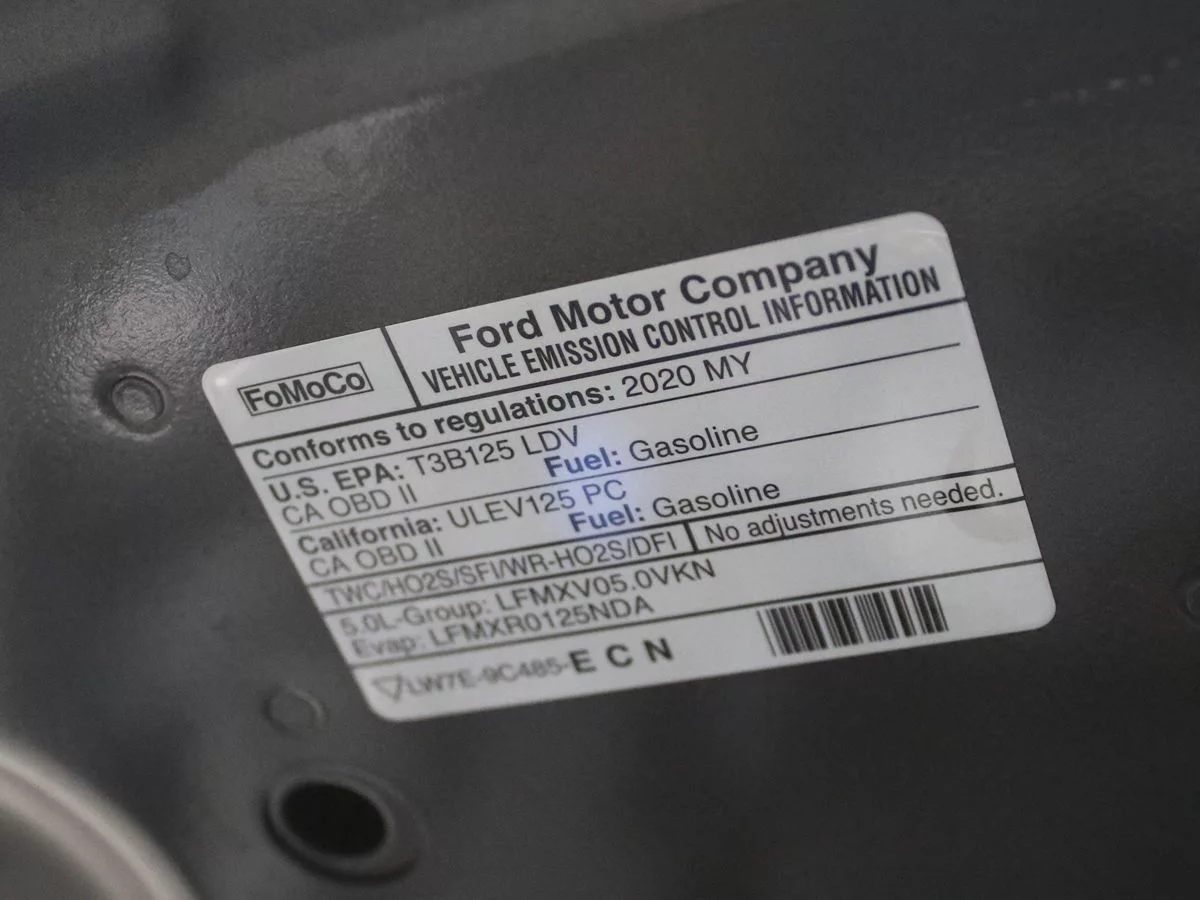 FoMoCo
Ford Motor Company
VEHICLE EMISSION CONTROL INFORMATION
Conforms to regulations: 2020 MY
U.S. EPA: T3B125 LDV
CA OBD II Fuel: Gasoline
California: ULEV125 PC
CA OBD II Fuel: Gasoline
TWC/HO2S/SFI/WR-HO2S/DFI No adjustments needed.
5.0L-Group: LFMXV05.0VKN
Evap: LFMXR0125NDA
LW7E-9C485-E C N